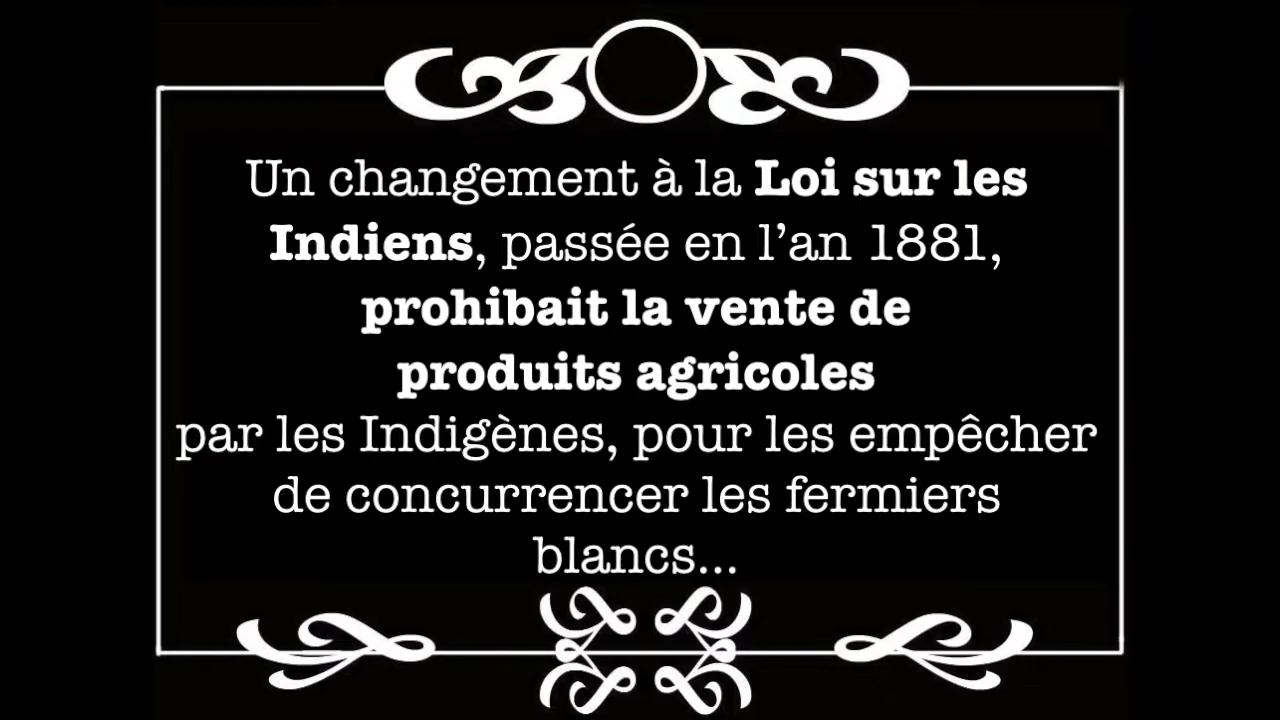 Un changement à la Loi sur les
Indiens, passée en l’an 1881,
prohibait la vente de
produits agricoles
par les Indigènes, pour les empêcher
de concurrencer les fermiers
blancs...